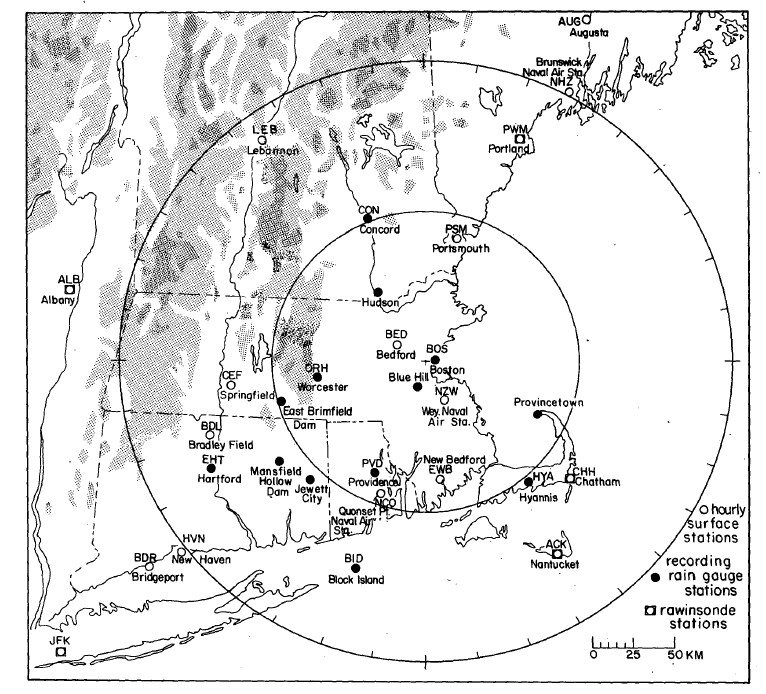 AUG
Augusta
Brunswick
Naval Air Sta.
NHZ
LEB
Lebannon
PWM
Portland
CON
Concord
PSM
Portsmouth
ALB
Albany
Hudson
BED
Bedford
BOS
Boston
ORH
Worcester
Blue Hill
CEF
Springfield
NZW
Wey. Naval
Air Sta.
East Brimfield
Dam
Provincetown
BDL
Bradley Field
EHT
Hartford
Mansfield
Hollow
Dam
Jewett
City
PVD
Providence
New Bedford
EWB
NCO
Quonset Pt.
Naval Air
Stn.
HYA
Hyannis
CHH
Chatham
HVN
New Haven
BDR
Bridgeport
BID
Block Island
ACK
Nantucket
JFK
hourly
surface
stations
recording
rain gauge
stations
rawinsonde
stations
0 25 50 KM